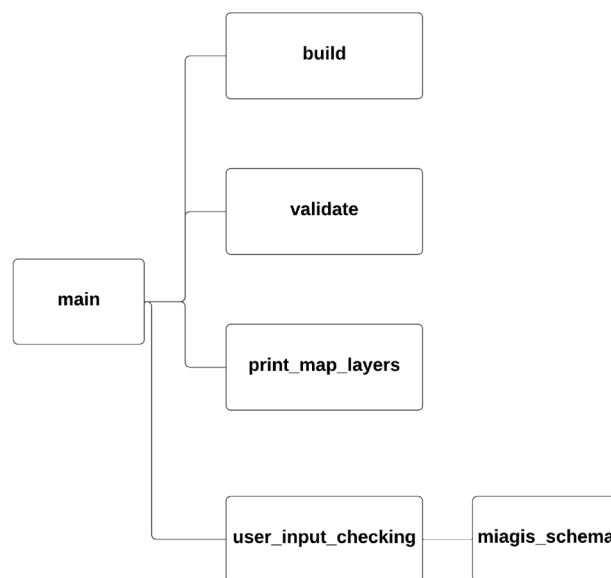 build
validate
main
print_map_layers
user_input_checking
miagis_schema